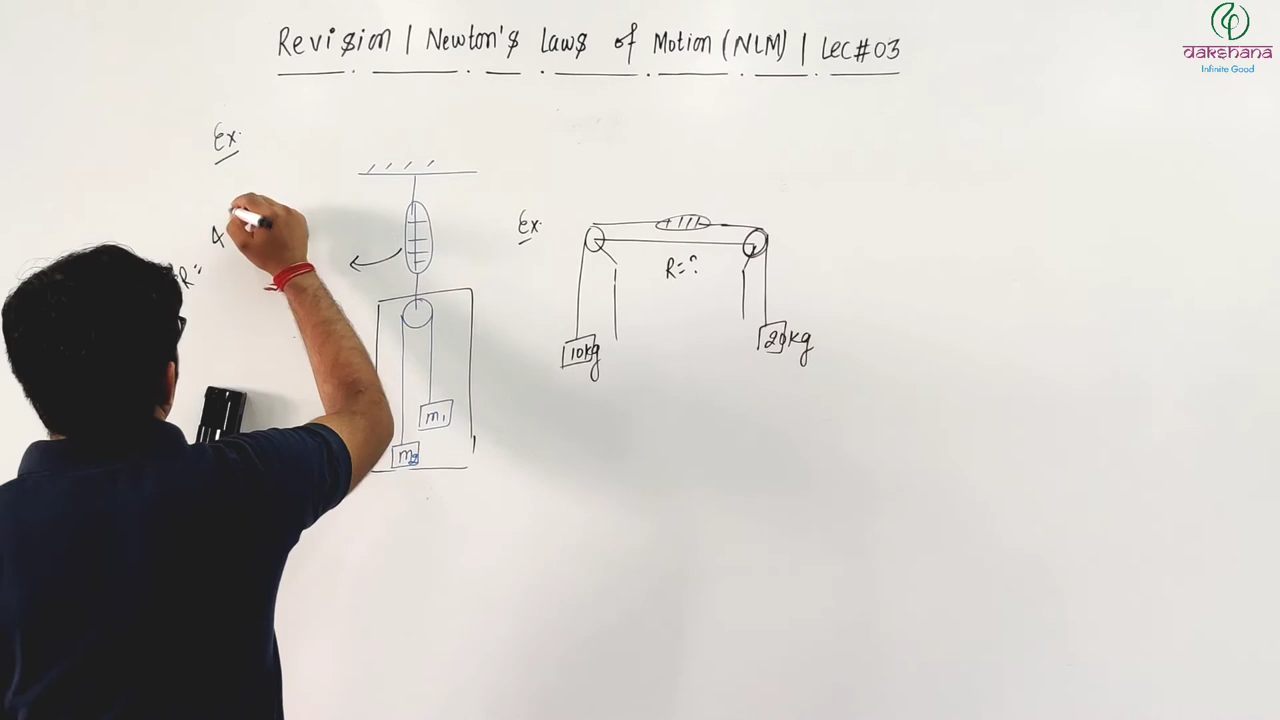 Revision | Newton's Laws of Motion (NLM) | Lec#03
dakshana
Infinite Good
Ex.
Ex.
R=?
10kg
20kg
m₁
m₂